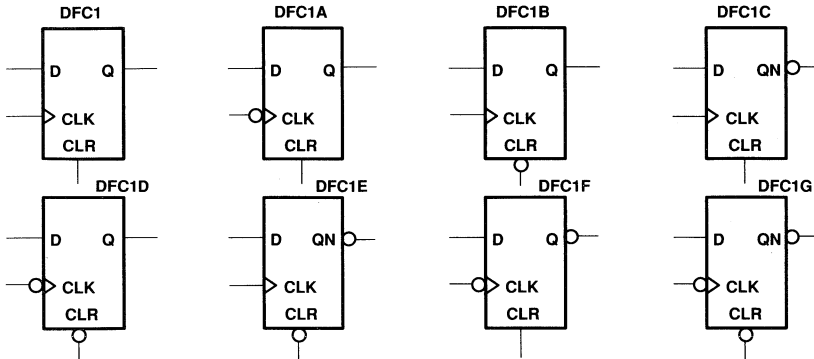 DFC1 DFC1A DFC1B DFC1C
D Q D Q D Q D QN
CLK CLK CLK CLK
CLR CLR CLR CLR
DFC1D DFC1E DFC1F DFC1G
D Q D QN D Q D QN
CLK CLK CLK CLK
CLR CLR CLR CLR